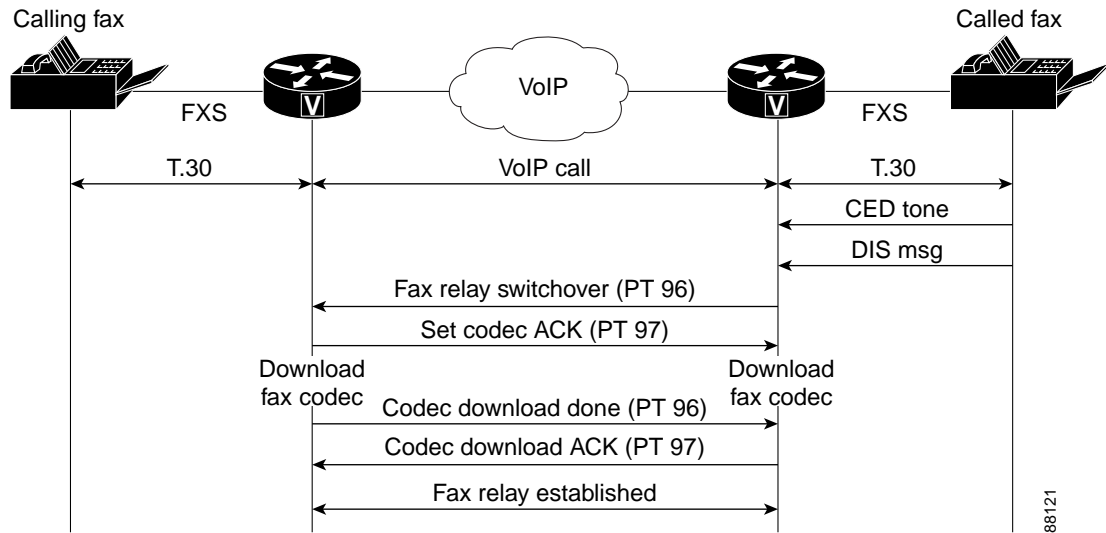 Calling fax
Called fax
VoIP
V
V
FXS
FXS
T.30
VoIP call
T.30
CED tone
DIS msg
Fax relay switchover (PT 96)
Set codec ACK (PT 97)
Download
fax codec
Download
fax codec
Codec download done (PT 96)
Codec download ACK (PT 97)
Fax relay established
88121